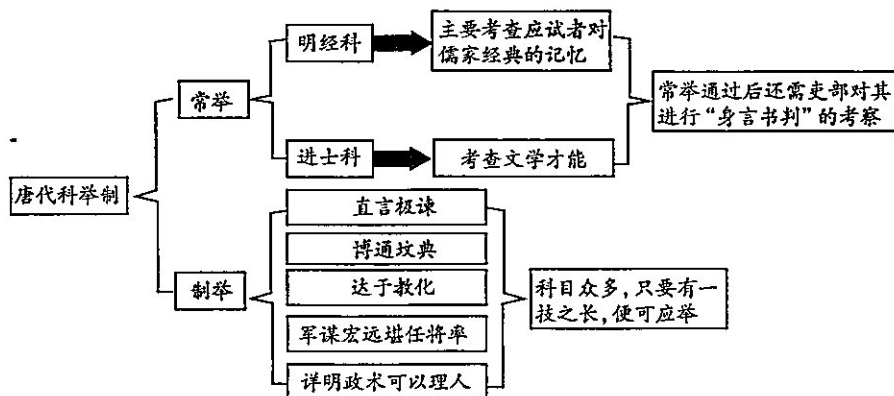 唐代科举制
常举
明经科
主要考查应试者对
儒家经典的记忆
进士科
考查文学才能
常举通过后还需吏部对其
进行“身言书判”的考察
制举
直言极谏
博通坟典
达于教化
军谋宏远堪任将率
详明政术可以理人
科目众多,只要有一
技之长,便可应举